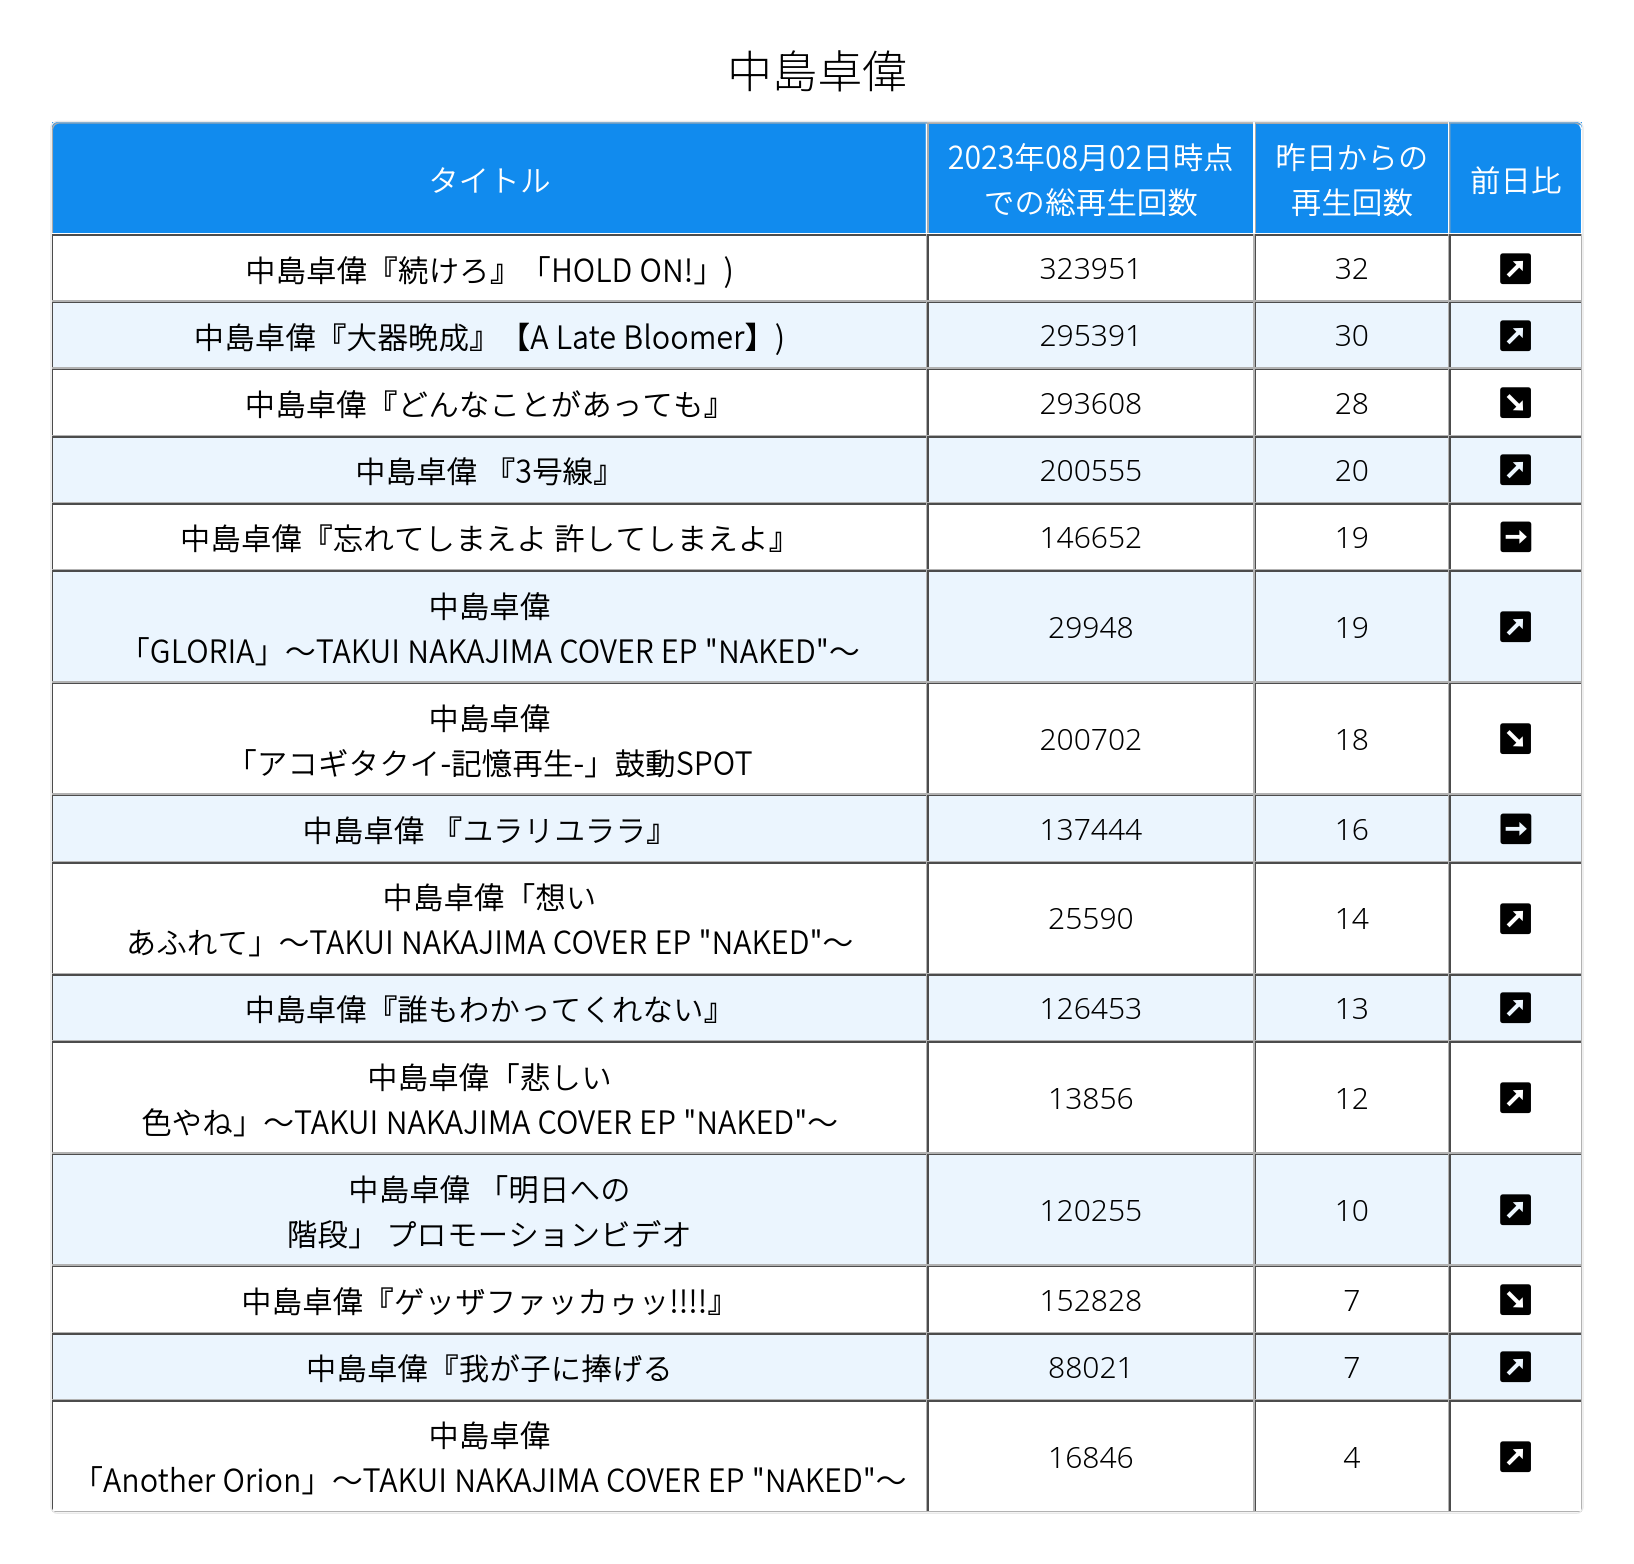 中島卓偉
タイトル
2023年08月02日時点
での総再生回数
昨日からの
再生回数
前日比
中島卓偉『続けろ』「HOLD ON!」)
323951
32
中島卓偉『大器晩成』【A Late Bloomer】)
295391
30
中島卓偉『どんなことがあっても』
293608
28
中島卓偉 『3号線』
200555
20
中島卓偉『忘れてしまえよ 許してしまえよ』
146652
19
中島卓偉
「GLORIA」～TAKUI NAKAJIMA COVER EP "NAKED"～
29948
19
中島卓偉
「アコギタクイ-記憶再生-」鼓動SPOT
200702
18
中島卓偉 『ユラリユララ』
137444
16
中島卓偉「想い
あふれて」～TAKUI NAKAJIMA COVER EP "NAKED"～
25590
14
中島卓偉『誰もわかってくれない』
126453
13
中島卓偉「悲しい
色やね」～TAKUI NAKAJIMA COVER EP "NAKED"～
13856
12
中島卓偉 「明日への
階段」 プロモーションビデオ
120255
10
中島卓偉『ゲッザファッカゥッ!!!!』
152828
7
中島卓偉『我が子に捧げる
88021
7
中島卓偉
「Another Orion」～TAKUI NAKAJIMA COVER EP "NAKED"～
16846
4